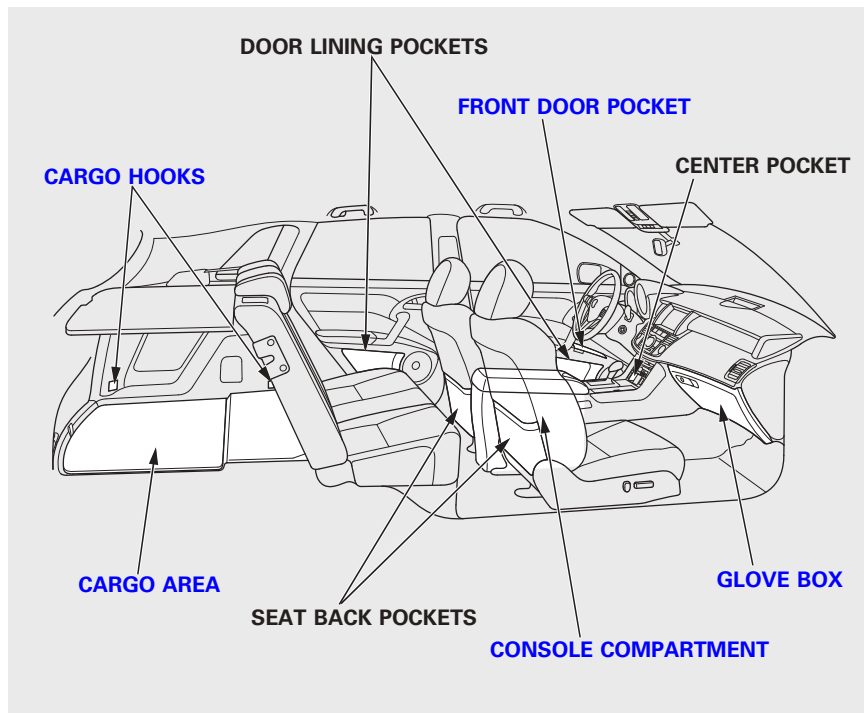 DOOR LINING POCKETS
FRONT DOOR POCKET
CENTER POCKET
CARGO HOOKS
CARGO AREA
GLOVE BOX
SEAT BACK POCKETS
CONSOLE COMPARTMENT